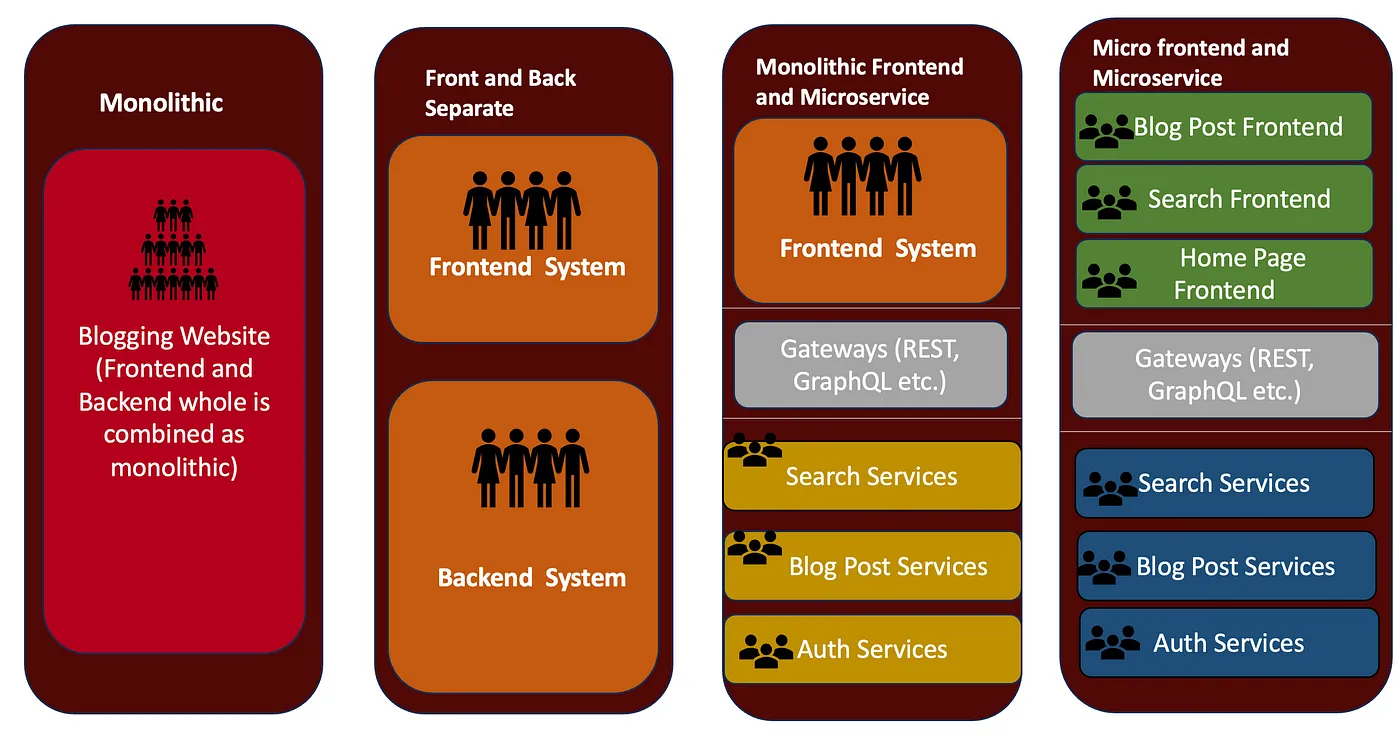 Monolithic
Blogging Website
(Frontend and
Backend whole is
combined as
monolithic)
Front and Back
Separate
Frontend System
Backend System
Monolithic Frontend
and Microservice
Frontend System
Gateways (REST,
GraphQL etc.)
Search Services
Blog Post Services
Auth Services
Micro frontend and
Microservice
Blog Post Frontend
Search Frontend
Home Page
Frontend
Gateways (REST,
GraphQL etc.)
Search Services
Blog Post Services
Auth Services